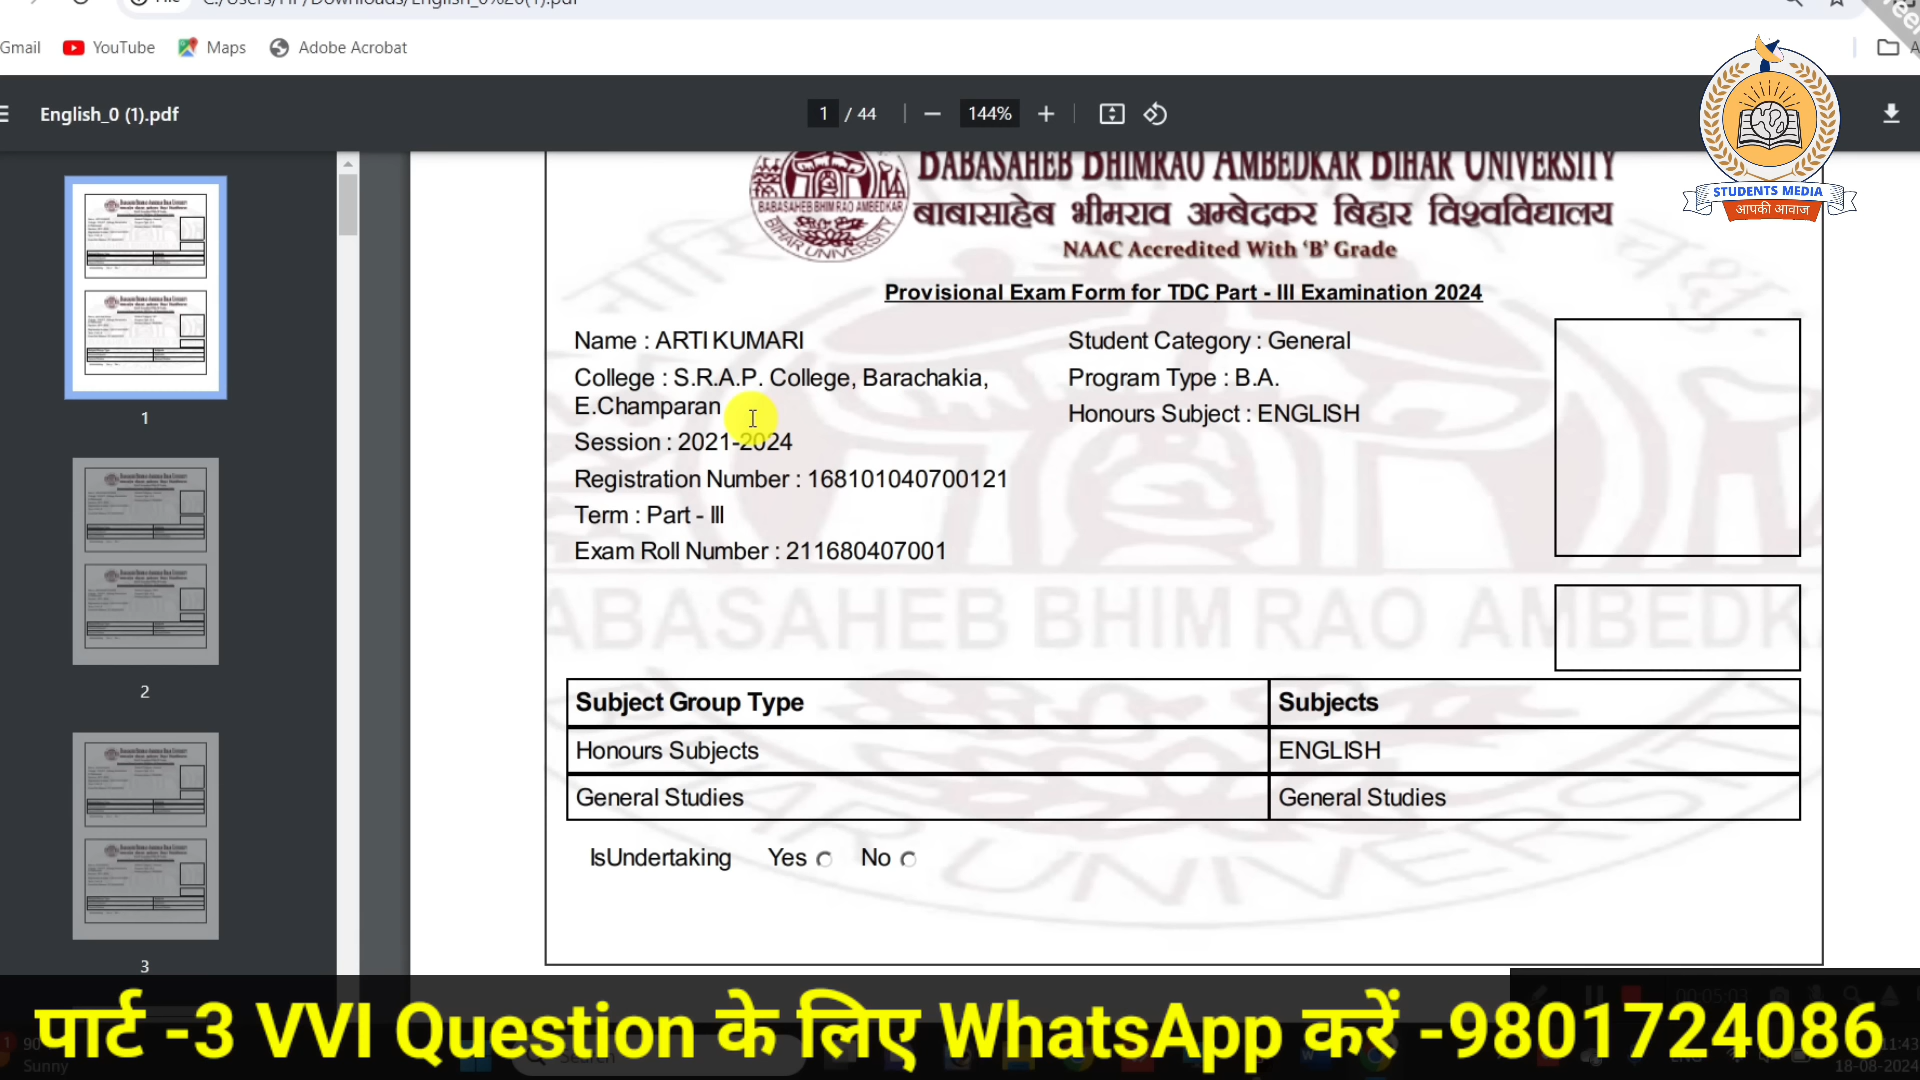 Gmail YouTube Maps Adobe Acrobat
English_0 (1).pdf 1 / 44 144%
STUDENTS MEDIA
आपकी आवाज
BABASAHEB BHIMRAO AMBEDKAR BIHAR UNIVERSITY
बाबासाहेब भीमराव अम्बेदकर बिहार विश्वविद्यालय
NAAC Accredited With ‘B’ Grade
Provisional Exam Form for TDC Part - III Examination 2024
Name : ARTI KUMARI
College : S.R.A.P. College, Barachakia,
E.Champaran
Session : 2021-2024
Registration Number : 168101040700121
Term : Part - III
Exam Roll Number : 211680407001
Student Category : General
Program Type : B.A.
Honours Subject : ENGLISH
Subject Group Type Subjects
Honours Subjects ENGLISH
General Studies General Studies
IsUndertaking Yes No
1
2
3
पार्ट -3 VVI Question के लिए WhatsApp करें -9801724086
Sunny
18-08-2024